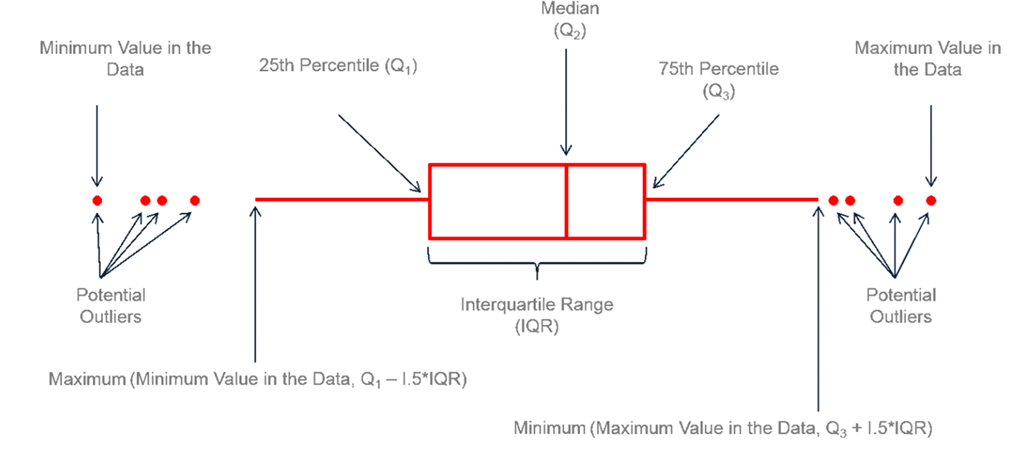 Median
(Q₂)
Minimum Value in the
Data
25th Percentile (Q₁)
75th Percentile
(Q₃)
Maximum Value in
the Data
Potential
Outliers
Interquartile Range
(IQR)
Potential
Outliers
Maximum (Minimum Value in the Data, Q₁ – I.5*IQR)
Minimum (Maximum Value in the Data, Q₃ + I.5*IQR)